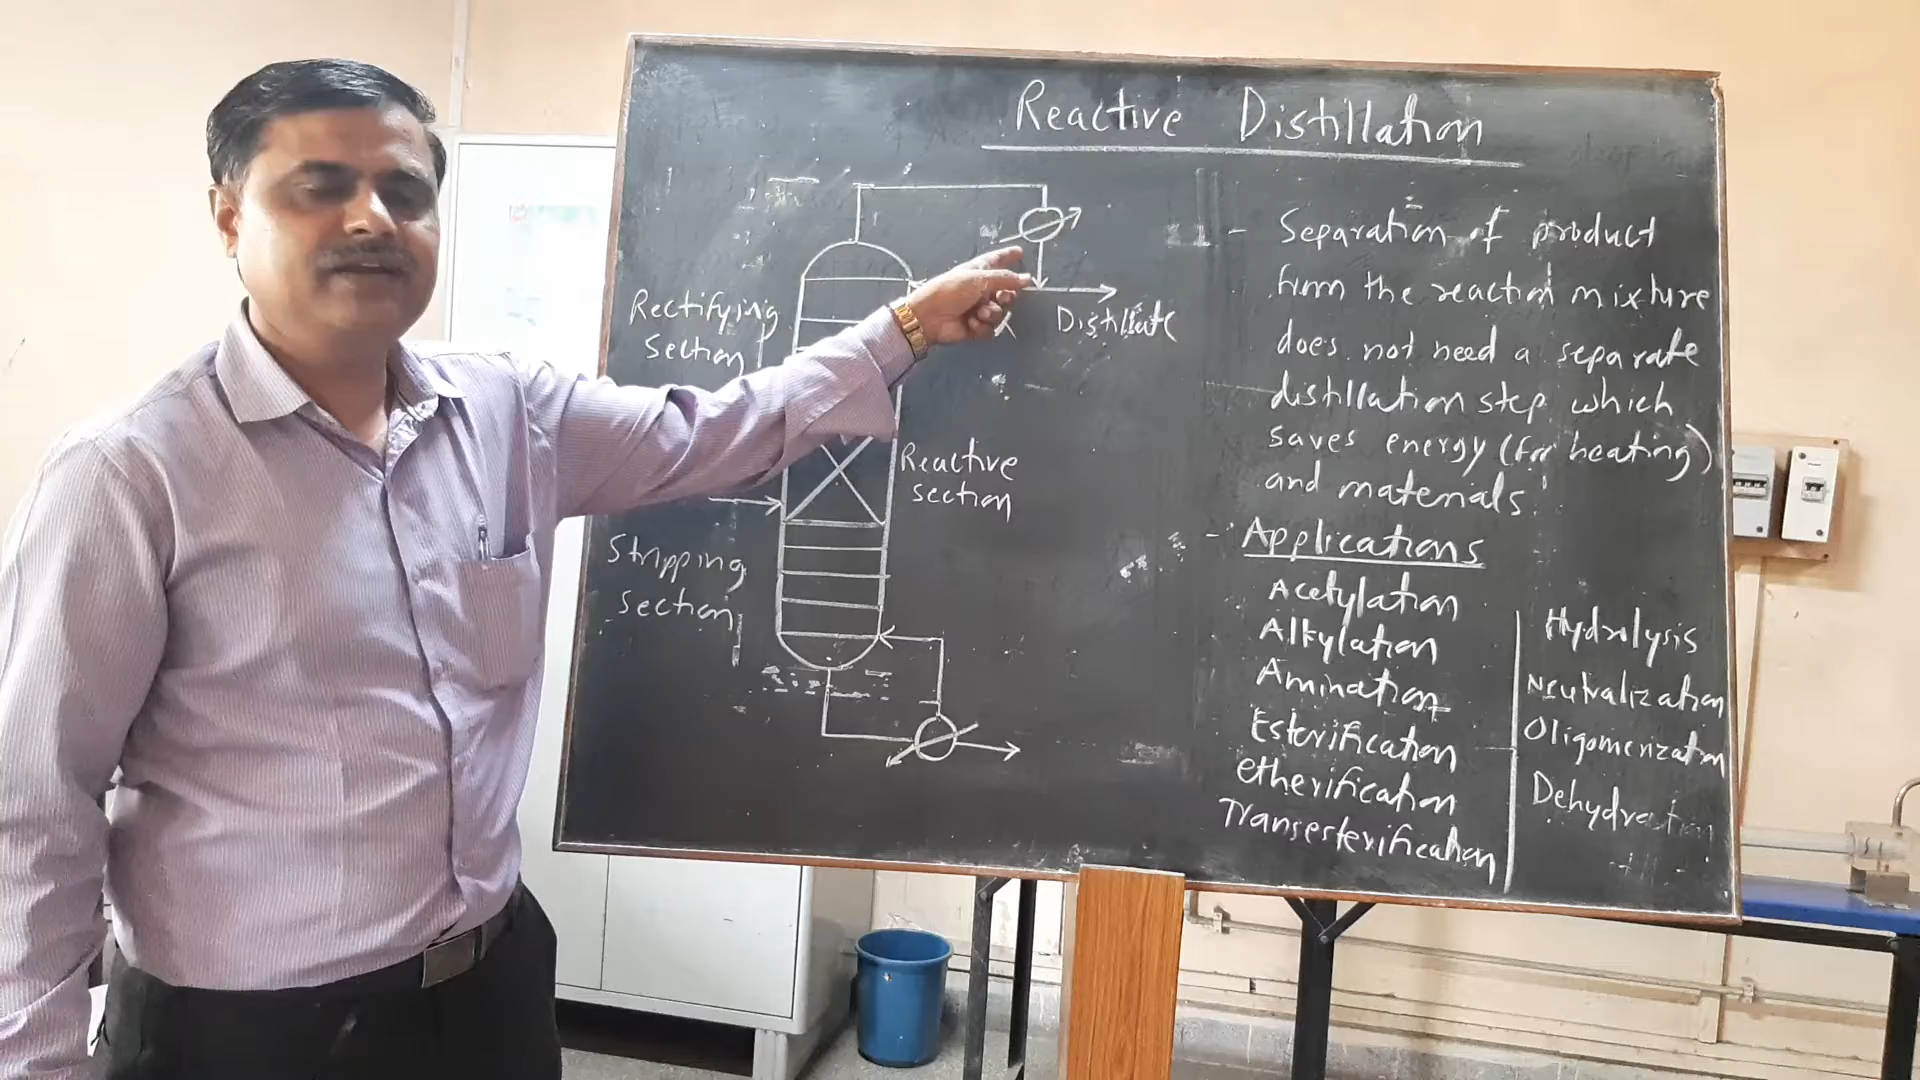 Reactive Distillation
Rectifying
Section
Distillate
Reactive
section
Stripping
section
- Separation of product
from the reaction mixture
does not need a separate
distillation step which
saves energy (for heating)
and materials
- Applications
Acetylation
Alkylation
Amination
Esterification
etherification
Transesterification
Hydrolysis
Neutralization
Oligomerization
Dehydration